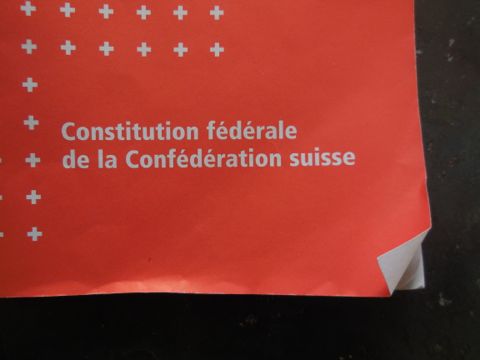 Constitution fédérale
de la Confédération suisse